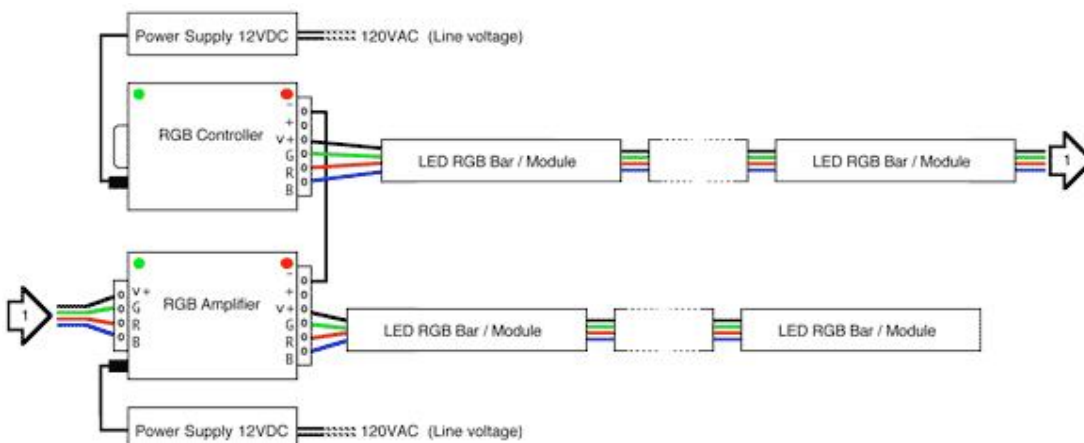 Power Supply 12VDC 120VAC (Line voltage)
RGB Controller
-
+
V+
G
R
B
LED RGB Bar / Module
LED RGB Bar / Module
1
1
V+
G
R
B
RGB Amplifier
-
+
V+
G
R
B
LED RGB Bar / Module
LED RGB Bar / Module
Power Supply 12VDC 120VAC (Line voltage)